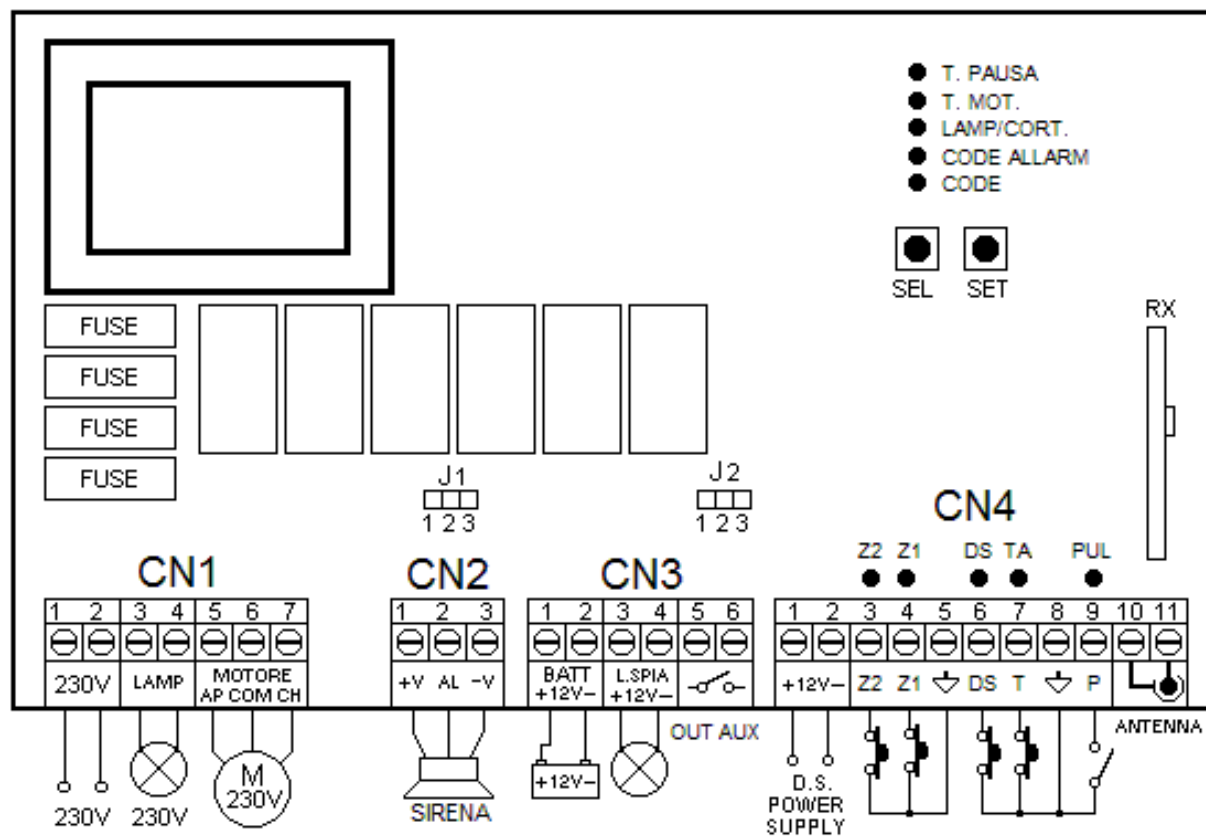 T. PAUSA
T. MOT.
LAMP/CORT.
CODE ALLARM
CODE
SEL SET
RX
FUSE
FUSE
FUSE
FUSE
J1
1 2 3
J2
1 2 3
CN1
CN2
CN3
CN4
Z2 Z1 DS TA PUL
1 2 3 4 5 6 7
1 2 3
1 2 3 4 5 6
1 2 3 4 5 6 7 8 9 10 11
230V
LAMP
MOTORE
AP COM CH
+V AL -V
BATT
+12V-
L.SPIA
+12V-
+12V-
Z2 Z1 DS T P
OUT AUX
ANTENNA
230V
230V
M
230V
SIRENA
+12V-
D.S.
POWER
SUPPLY